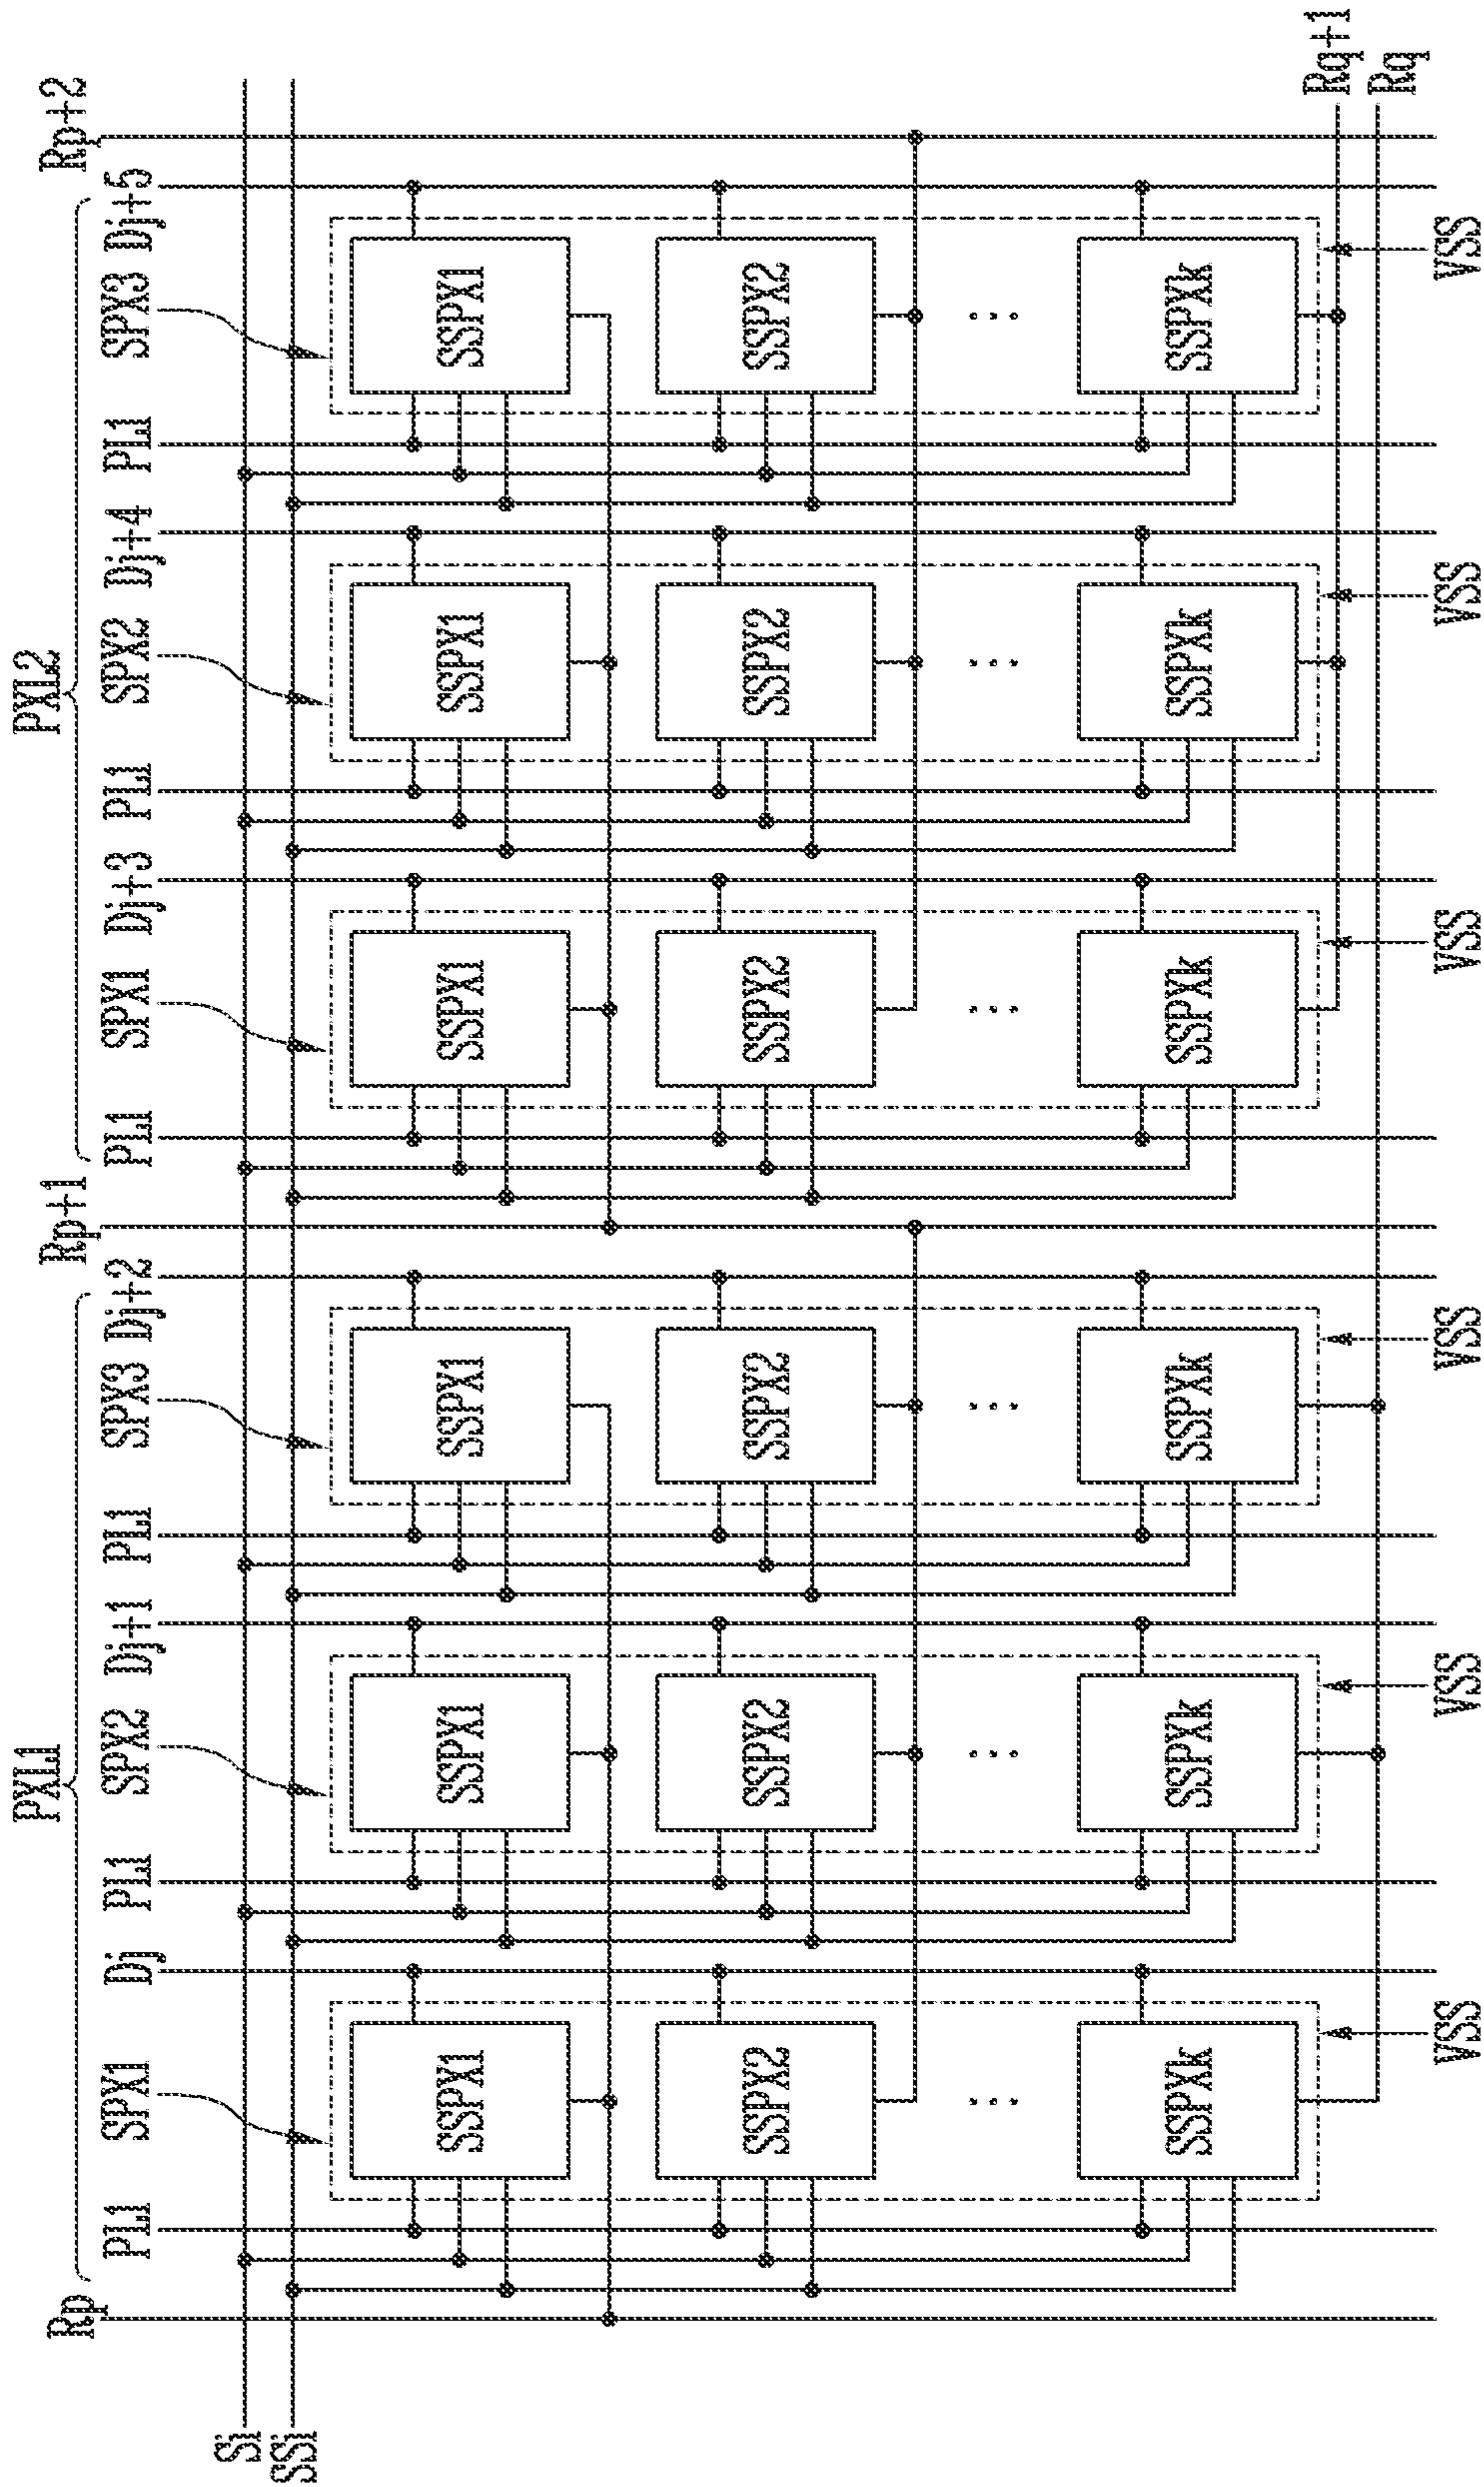 PXL1 PXL2
Rp Rp+1 Rp+2
PL1 SPX1 Dj PL1 SPX2 Dj+1 PL1 SPX3 Dj+2 PL1 SPX1 Dj+3 PL1 SPX2 Dj+4 PL1 SPX3 Dj+5
Si
SSi
SSPX1 SSPX1 SSPX1 SSPX1 SSPX1 SSPX1
SSPX2 SSPX2 SSPX2 SSPX2 SSPX2 SSPX2
... ... ... ... ... ...
SSPXk SSPXk SSPXk SSPXk SSPXk SSPXk
Rq+1
Rq
VSS VSS VSS VSS VSS VSS